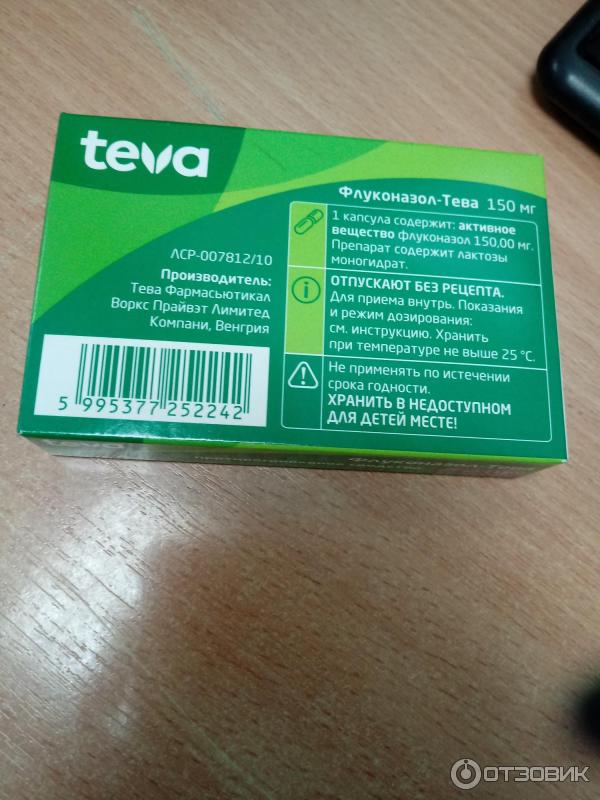 teva
Флуконазол-Тева 150 мг
1 капсула содержит: активное
вещество флуконазол 150,00 мг.
Препарат содержит лактозы
моногидрат.
ОТПУСКАЮТ БЕЗ РЕЦЕПТА.
Для приема внутрь. Показания
и режим дозирования:
см. инструкцию. Хранить
при температуре не выше 25 °C.
Не применять по истечении
срока годности.
ХРАНИТЬ В НЕДОСТУПНОМ
ДЛЯ ДЕТЕЙ МЕСТЕ!
ЛСР-007812/10
Производитель:
Тева Фармасьютикал
Воркс Прайвэт Лимитед
Компани, Венгрия
5 995377 252242
ОТЗОВИК